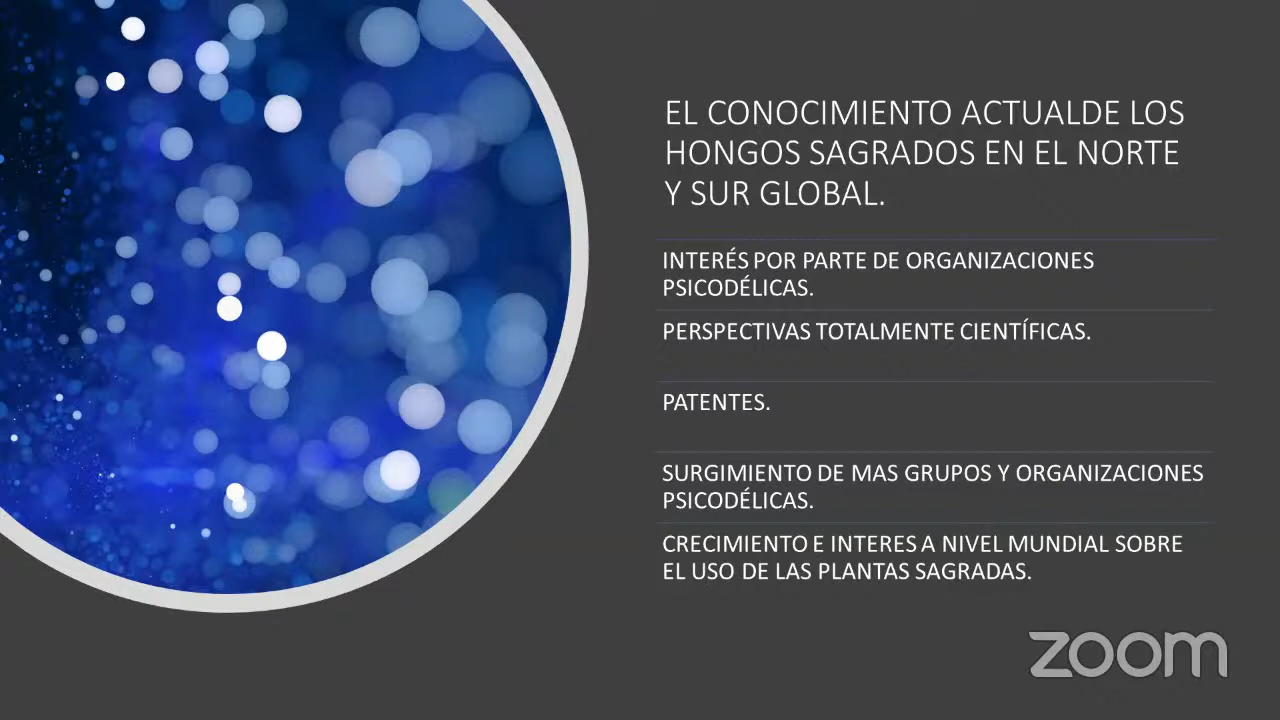 EL CONOCIMIENTO ACTUALDE LOS
HONGOS SAGRADOS EN EL NORTE
Y SUR GLOBAL.
INTERÉS POR PARTE DE ORGANIZACIONES
PSICODÉLICAS.
PERSPECTIVAS TOTALMENTE CIENTÍFICAS.
PATENTES.
SURGIMIENTO DE MAS GRUPOS Y ORGANIZACIONES
PSICODÉLICAS.
CRECIMIENTO E INTERES A NIVEL MUNDIAL SOBRE
EL USO DE LAS PLANTAS SAGRADAS.
zoom